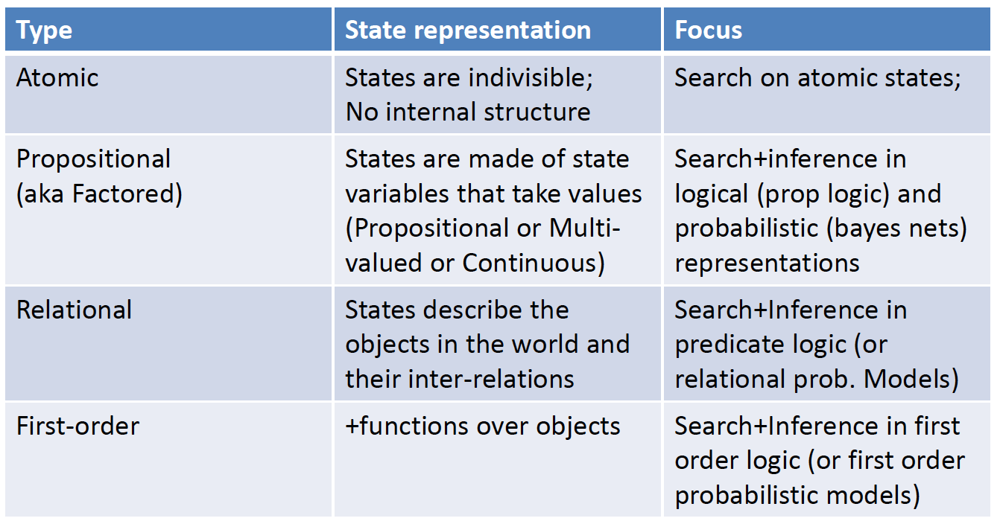 Type State representation Focus
Atomic States are indivisible; Search on atomic states;
No internal structure
Propositional States are made of state Search+inference in
(aka Factored) variables that take values logical (prop logic) and
(Propositional or Multi- probabilistic (bayes nets)
valued or Continuous) representations
Relational States describe the Search+Inference in
objects in the world and predicate logic (or
their inter-relations relational prob. Models)
First-order +functions over objects Search+Inference in first
order logic (or first order
probabilistic models)